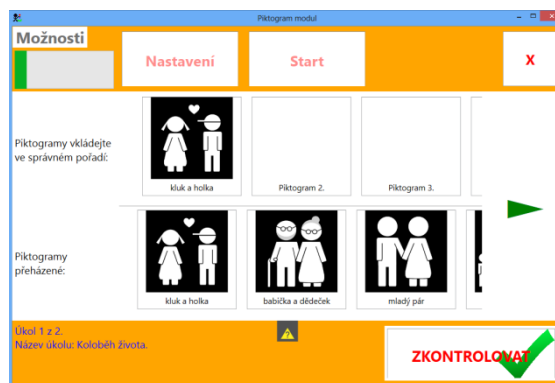 Piktogram modul
Možnosti
Nastavení
Start
X
Piktogramy vkládejte
ve správném pořadí:
kluk a holka
Piktogram 2.
Piktogram 3.
Piktogramy
přeházené:
kluk a holka
babička a dědeček
mladý pár
Úkol 1 z 2.
Název úkolu: Koloběh života.
ZKONTROLOVAT